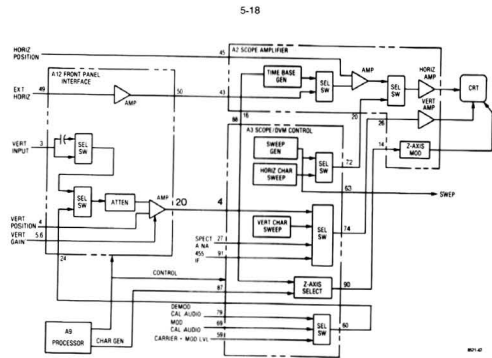 5-18
A2 SCOPE AMPLIFIER
HORIZ
POSITION
45
A12 FRONT PANEL
INTERFACE
TIME BASE
GEN
SEL
SW
AMP
SEL
SW
HORIZ
AMP
CRT
EXT
HORIZ
49
AMP
50
43
VERT
AMP
16
20
26
88
A3 SCOPE/DVM CONTROL
14
Z-AXIS
MOD
VERT
INPUT
3
SEL
SW
SWEEP
GEN
SEL
SW
72
HORIZ CHAR
SWEEP
63
SWEP
SEL
SW
ATTEN
AMP
20
4
VERT
POSITION
4
VERT
GAIN
5.6
VERT CHAR
SWEEP
SEL
SW
74
SPECT
A NA
27
455
IF
91
24
CONTROL
87
Z-AXIS
SELECT
90
A9
PROCESSOR
CHAR GEN
DEMOD
CAL AUDIO
79
MOD
CAL AUDIO
69
CARRIER - MOD LVL
59
SEL
SW
60